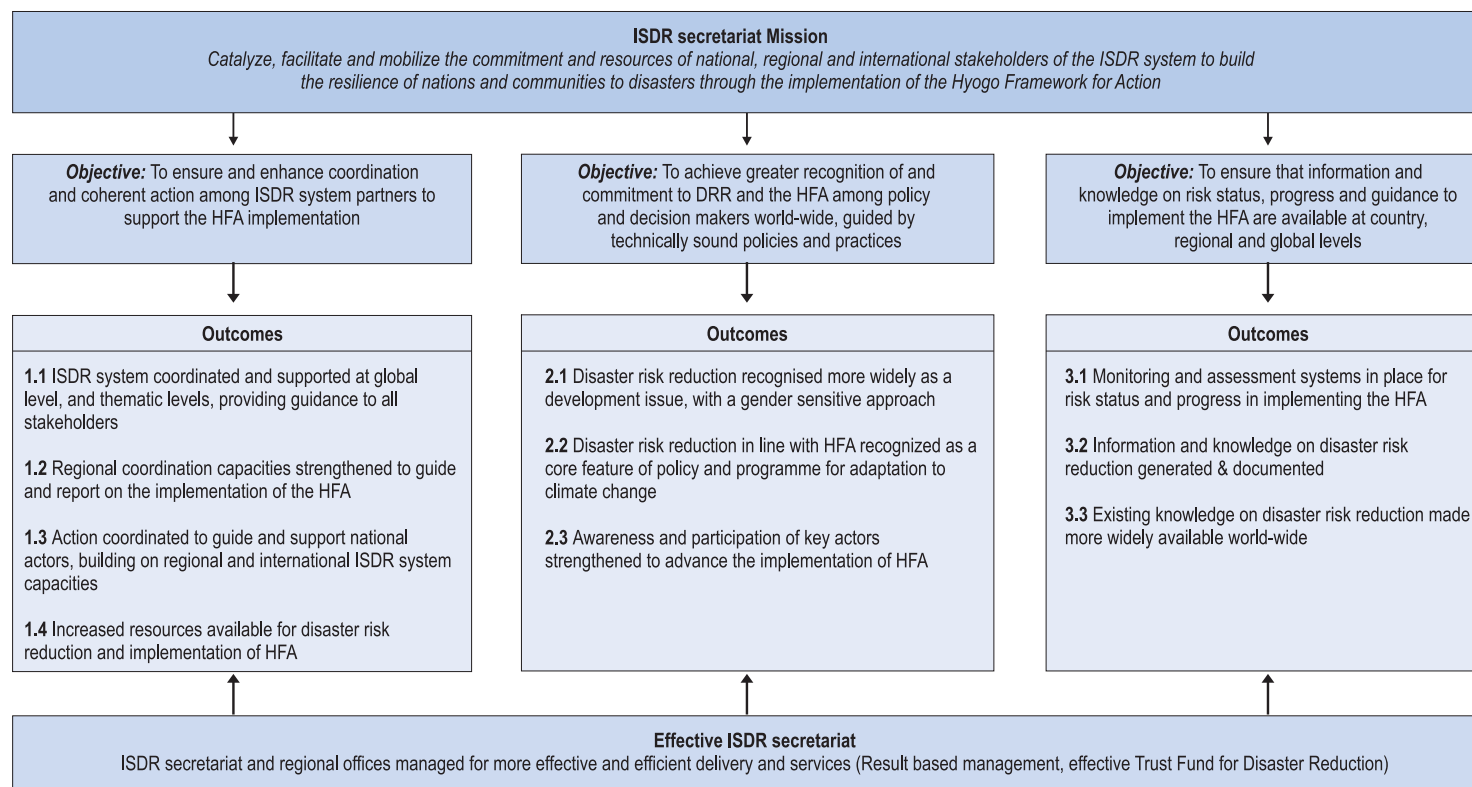 ISDR secretariat Mission
Catalyze, facilitate and mobilize the commitment and resources of national, regional and international stakeholders of the ISDR system to build
the resilience of nations and communities to disasters through the implementation of the Hyogo Framework for Action
Objective: To ensure and enhance coordination
and coherent action among ISDR system partners to
support the HFA implementation
Objective: To achieve greater recognition of and
commitment to DRR and the HFA among policy
and decision makers world-wide, guided by
technically sound policies and practices
Objective: To ensure that information and
knowledge on risk status, progress and guidance to
implement the HFA are available at country,
regional and global levels
Outcomes
1.1 ISDR system coordinated and supported at global
level, and thematic levels, providing guidance to all
stakeholders
1.2 Regional coordination capacities strengthened to guide
and report on the implementation of the HFA
1.3 Action coordinated to guide and support national
actors, building on regional and international ISDR system
capacities
1.4 Increased resources available for disaster risk
reduction and implementation of HFA
Outcomes
2.1 Disaster risk reduction recognised more widely as a
development issue, with a gender sensitive approach
2.2 Disaster risk reduction in line with HFA recognized as a
core feature of policy and programme for adaptation to
climate change
2.3 Awareness and participation of key actors
strengthened to advance the implementation of HFA
Outcomes
3.1 Monitoring and assessment systems in place for
risk status and progress in implementing the HFA
3.2 Information and knowledge on disaster risk
reduction generated & documented
3.3 Existing knowledge on disaster risk reduction made
more widely available world-wide
Effective ISDR secretariat
ISDR secretariat and regional offices managed for more effective and efficient delivery and services (Result based management, effective Trust Fund for Disaster Reduction)